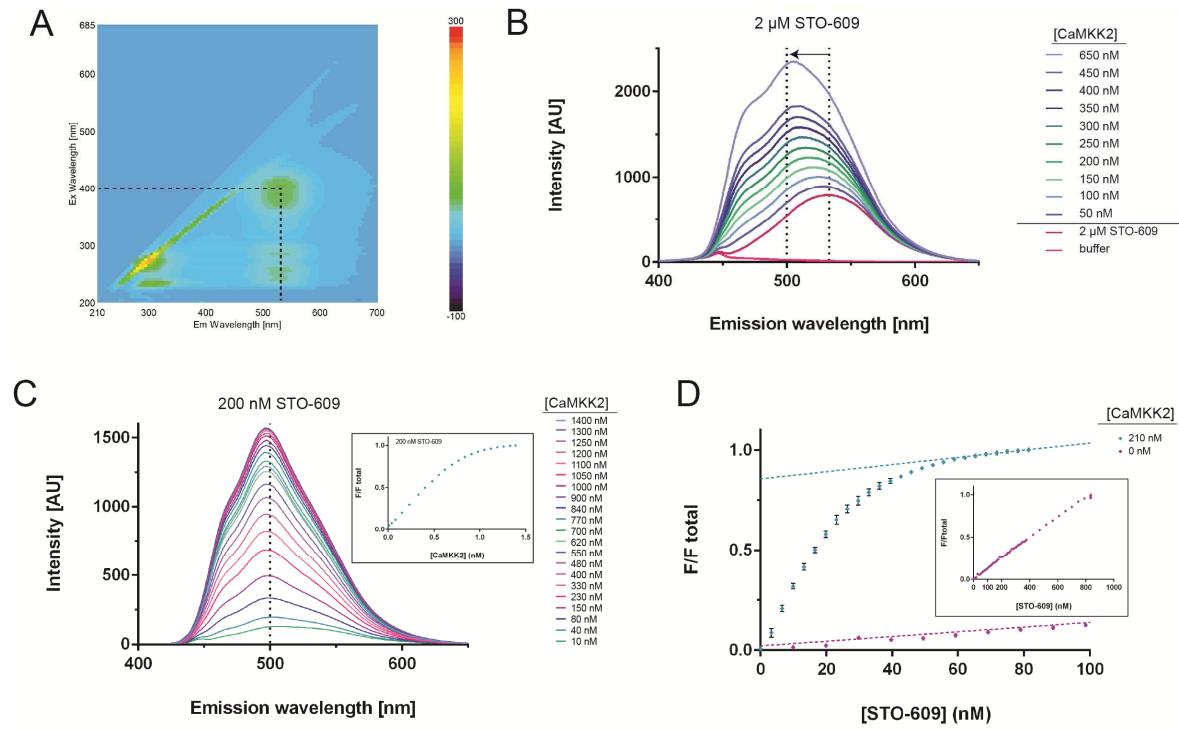 A
685
600
500
400
300
200
210
300
400
500
600
700
Ex Wavelength [nm]
Em Wavelength [nm]
300
-100
B
2 µM STO-609
Intensity [AU]
2000
1000
0
400
500
600
Emission wavelength [nm]
[CaMKK2]
650 nM
450 nM
400 nM
350 nM
300 nM
250 nM
200 nM
150 nM
100 nM
50 nM
2 µM STO-609
buffer
C
200 nM STO-609
Intensity [AU]
1500
1000
500
0
400
500
600
Emission wavelength [nm]
200 nM STO-609
F/F total
1.0
0.5
0.0
0.0
0.5
1.0
1.5
[CaMKK2] (nM)
[CaMKK2]
1400 nM
1300 nM
1250 nM
1200 nM
1100 nM
1050 nM
1000 nM
900 nM
840 nM
770 nM
700 nM
620 nM
550 nM
480 nM
400 nM
330 nM
230 nM
150 nM
80 nM
40 nM
10 nM
D
F/F total
1.0
0.5
0.0
0
20
40
60
80
100
[STO-609] (nM)
[CaMKK2]
210 nM
0 nM
F/Ftotal
1.0
0.5
0.0
0
100
200
400
600
800
1000
[STO-609] (nM)